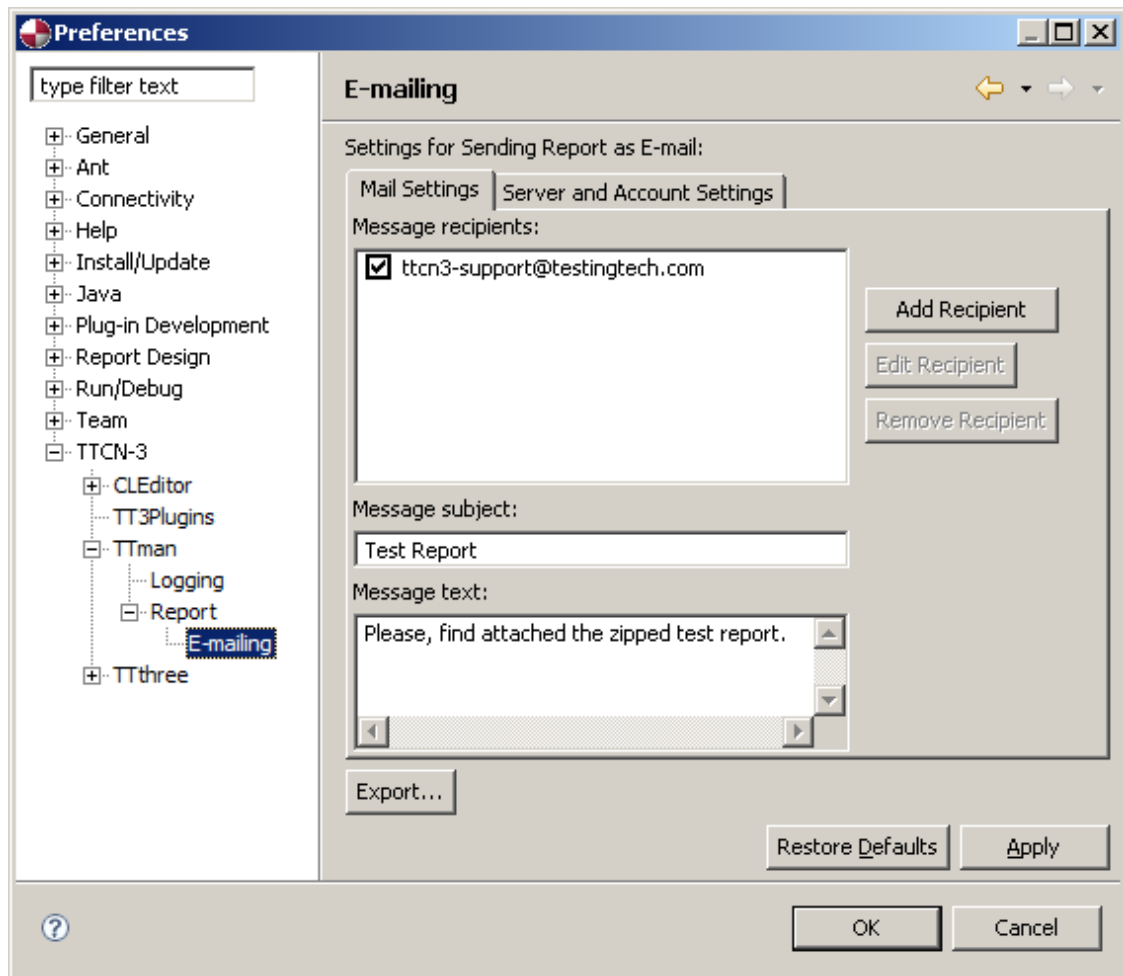 Preferences
type filter text
General
Ant
Connectivity
Help
Install/Update
Java
Plug-in Development
Report Design
Run/Debug
Team
TTCN-3
CLEditor
TT3Plugins
TTman
Logging
Report
E-mailing
TTthree
E-mailing
Settings for Sending Report as E-mail:
Mail Settings
Server and Account Settings
Message recipients:
ttcn3-support@testingtech.com
Add Recipient
Edit Recipient
Remove Recipient
Message subject:
Test Report
Message text:
Please, find attached the zipped test report.
Export...
Restore Defaults
Apply
OK
Cancel